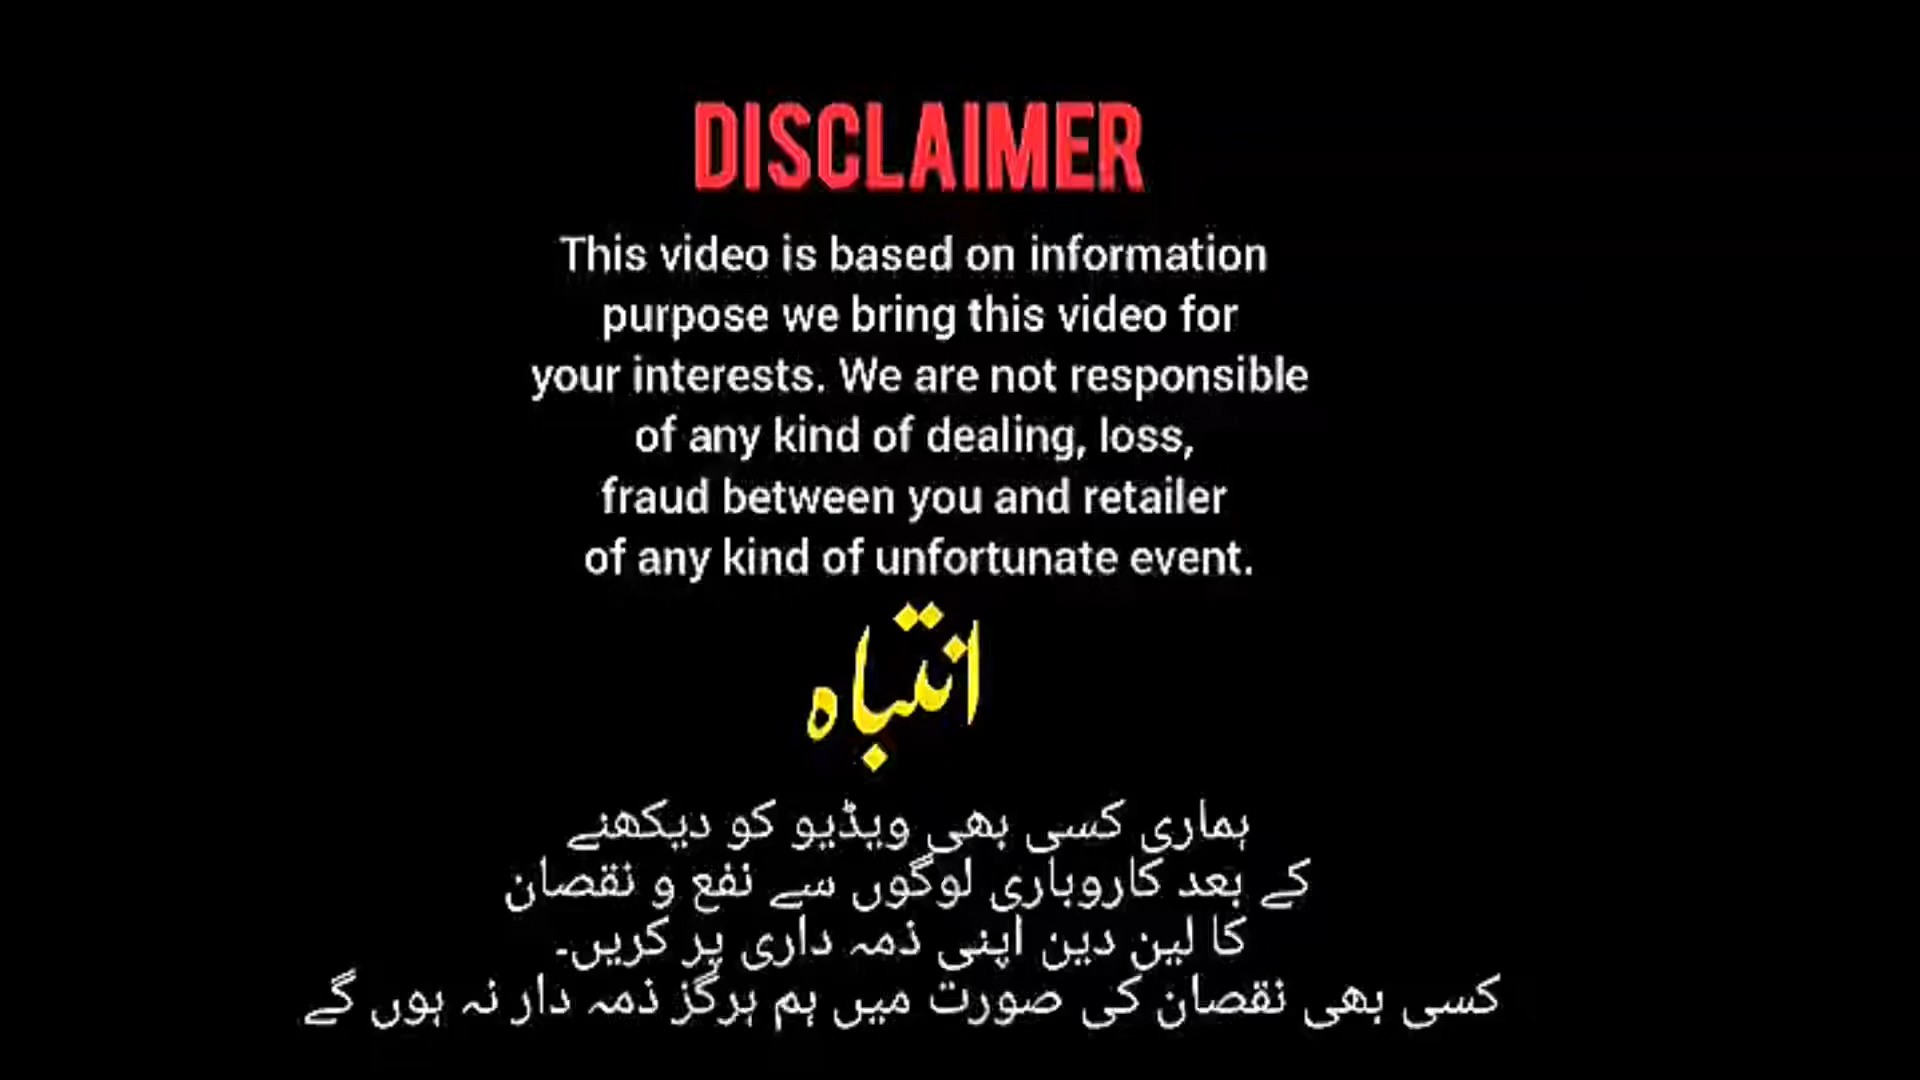 DISCLAIMER
This video is based on information
purpose we bring this video for
your interests. We are not responsible
of any kind of dealing, loss,
fraud between you and retailer
of any kind of unfortunate event.
انتباہ
ہماری کسی بھی ویڈیو کو دیکھنے
کے بعد کاروباری لوگوں سے نفع و نقصان
کا لین دین اپنی ذمہ داری پر کریں۔
کسی بھی نقصان کی صورت میں ہم ہرگز ذمہ دار نہ ہوں گے